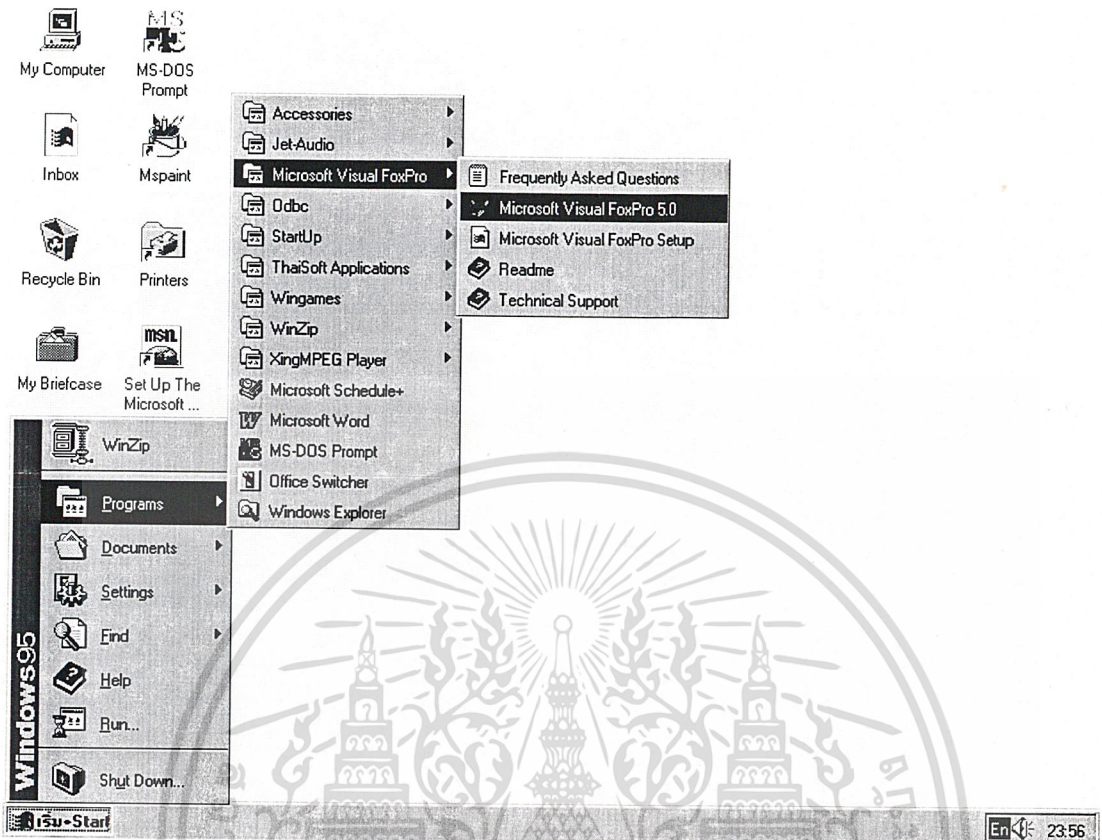 My Computer
MS-DOS
Prompt
Inbox
Mspaint
Recycle Bin
Printers
My Briefcase
Set Up The
Microsoft ...
Accessories
Jet-Audio
Microsoft Visual FoxPro
Odbc
StartUp
ThaiSoft Applications
Wingames
WinZip
XingMPEG Player
Microsoft Schedule+
Microsoft Word
MS-DOS Prompt
Office Switcher
Windows Explorer
Frequently Asked Questions
Microsoft Visual FoxPro 5.0
Microsoft Visual FoxPro Setup
Readme
Technical Support
WinZip
Programs
Documents
Settings
Find
Help
Run...
Shut Down...
Windows95
เริ่ม-Start
En
23:56